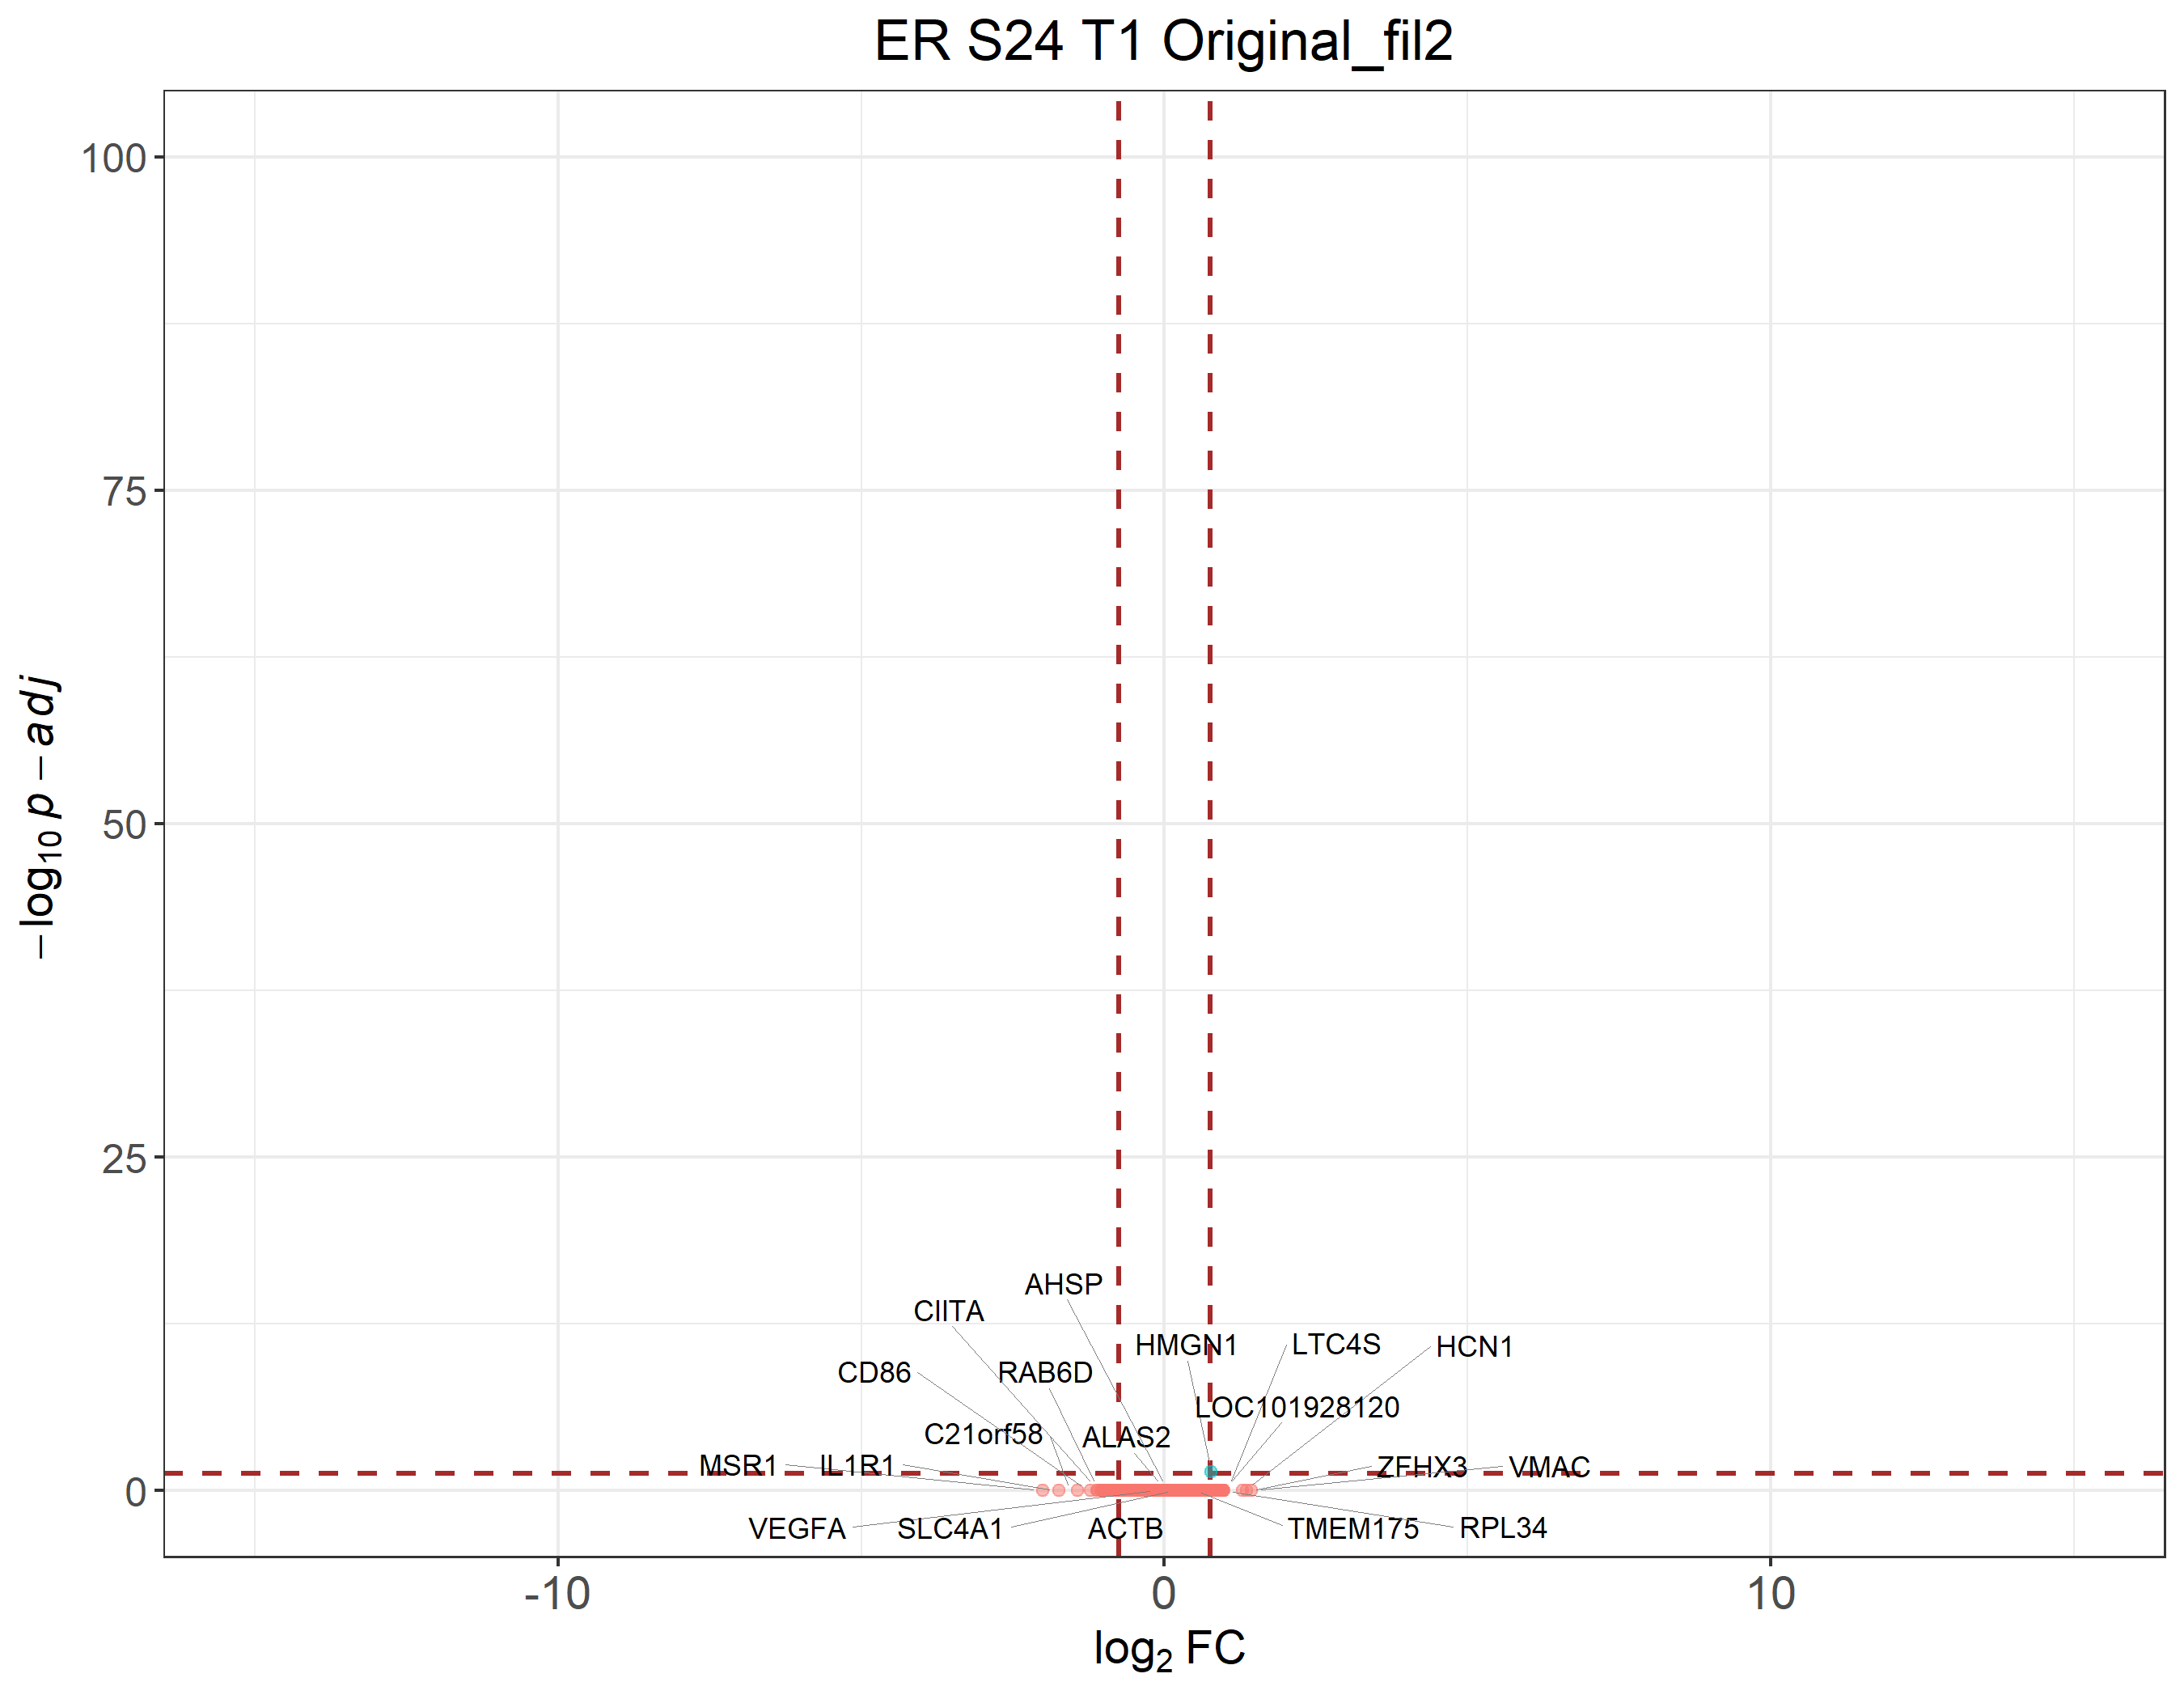 ER S24 T1 Original_fil2
100
75
50
25
0
−log10 p − adj
AHSP
CIITA
HMGN1
LTC4S
HCN1
CD86
RAB6D
LOC101928120
C21orf58
ALAS2
MSR1
IL1R1
ZFHX3
VMAC
VEGFA
SLC4A1
ACTB
TMEM175
RPL34
-10
0
10
log2 FC